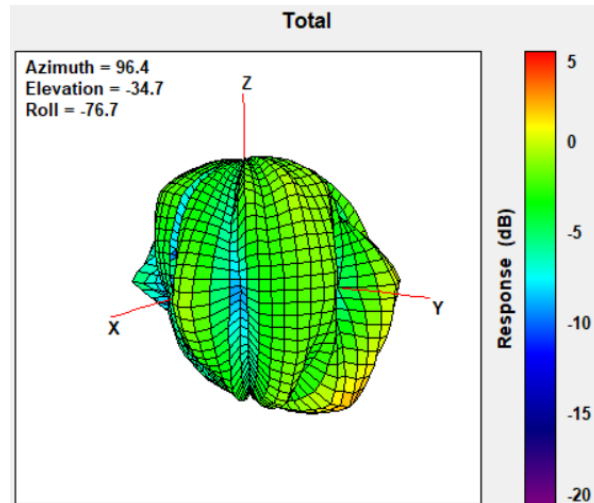 Total
Azimuth = 96.4
Elevation = -34.7
Roll = -76.7
Z
X
Y
5
0
-5
-10
-15
-20
Response (dB)